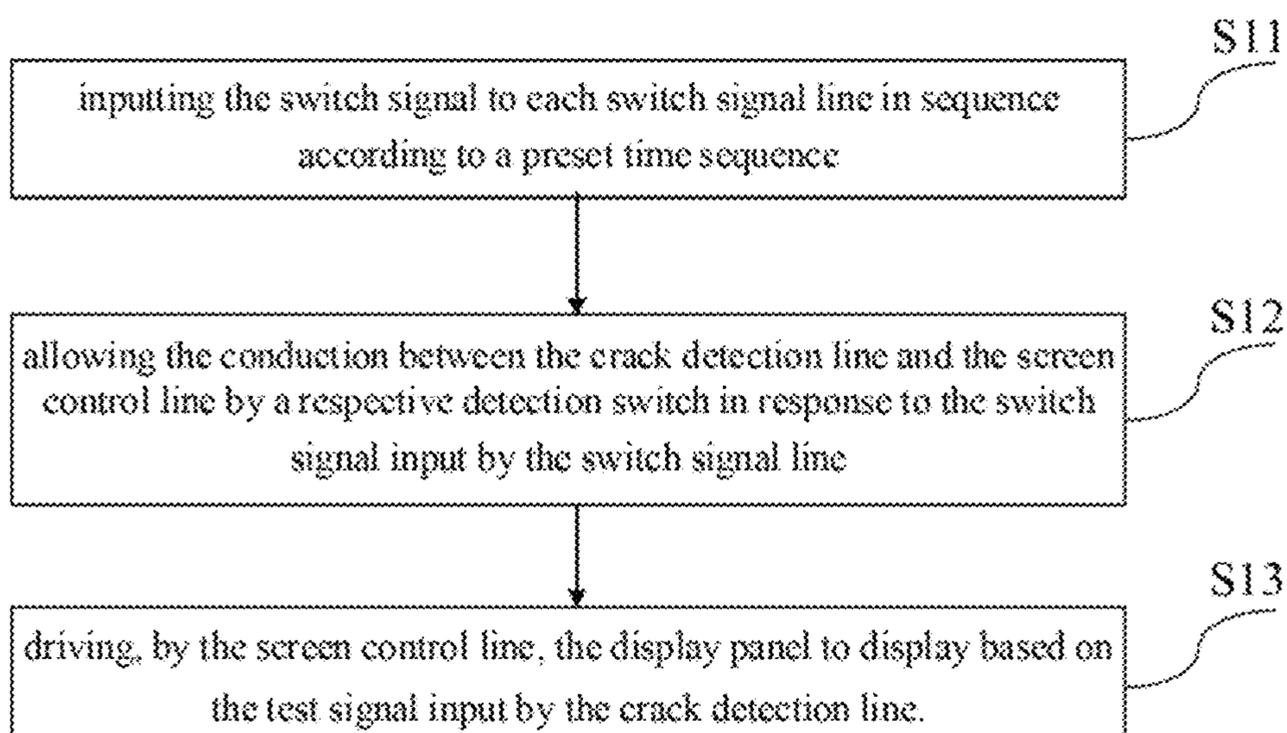 S11
inputting the switch signal to each switch signal line in sequence
according to a preset time sequence
S12
allowing the conduction between the crack detection line and the screen
control line by a respective detection switch in response to the switch
signal input by the switch signal line
S13
driving, by the screen control line, the display panel to display based on
the test signal input by the crack detection line.